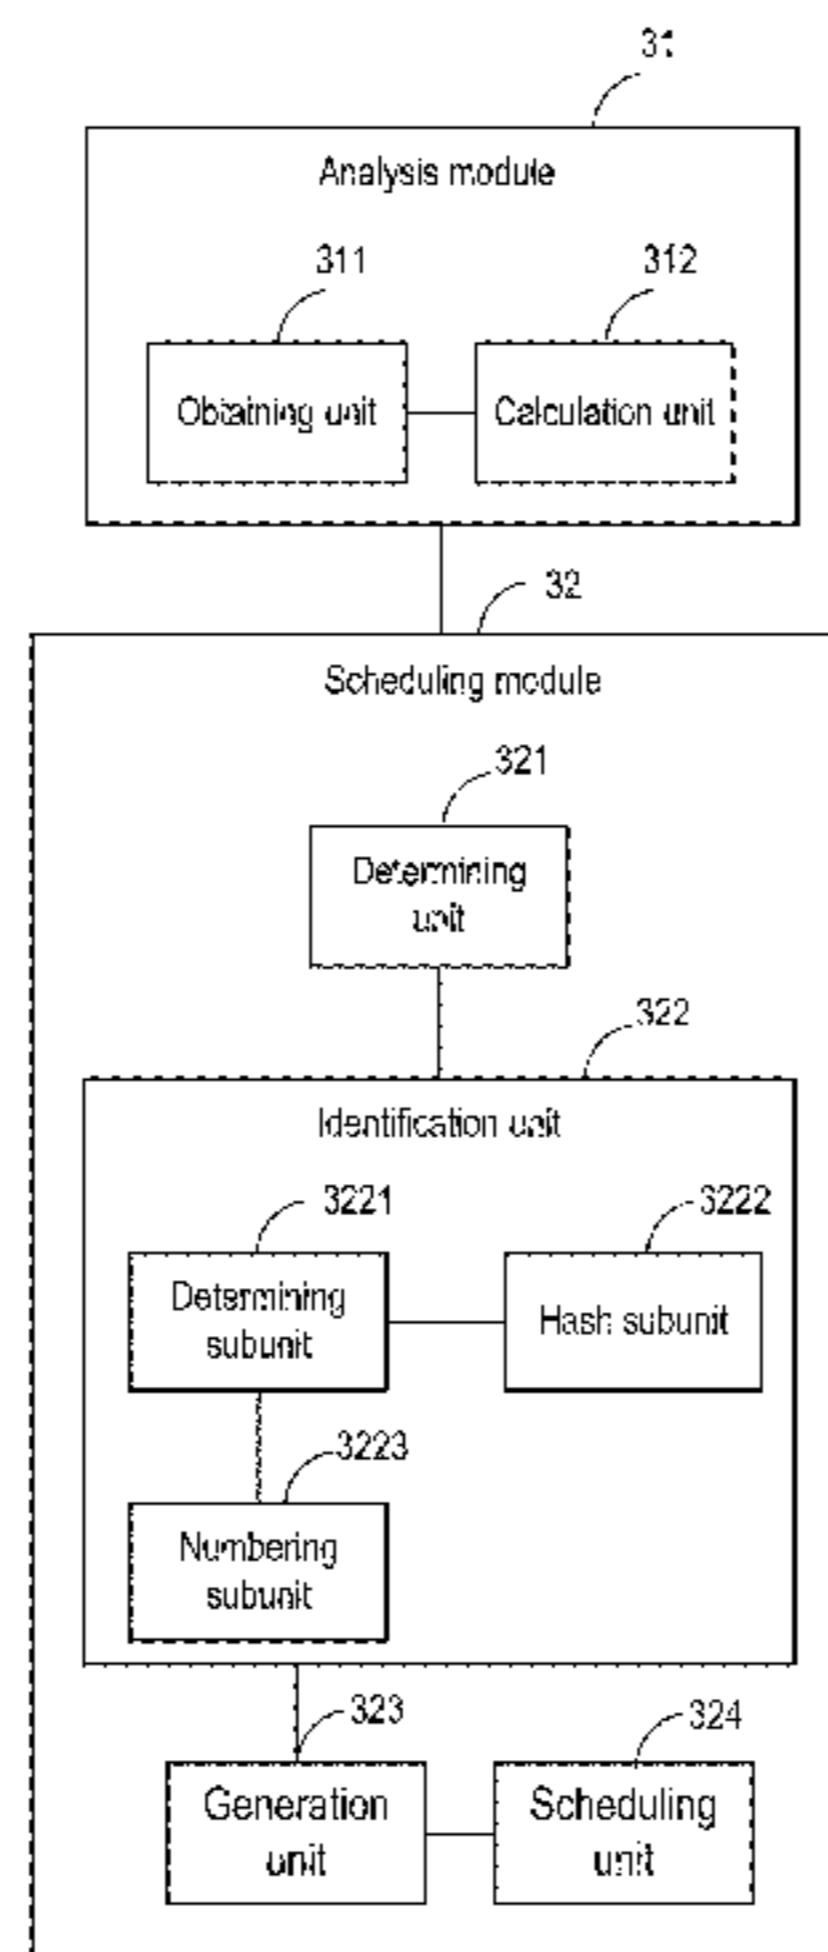 31
Analysis module
311
312
Obtaining unit
Calculation unit
32
Scheduling module
321
Determining
unit
322
Identification unit
3221
3222
Determining
subunit
Hash subunit
3223
Numbering
subunit
323
324
Generation
unit
Scheduling
unit